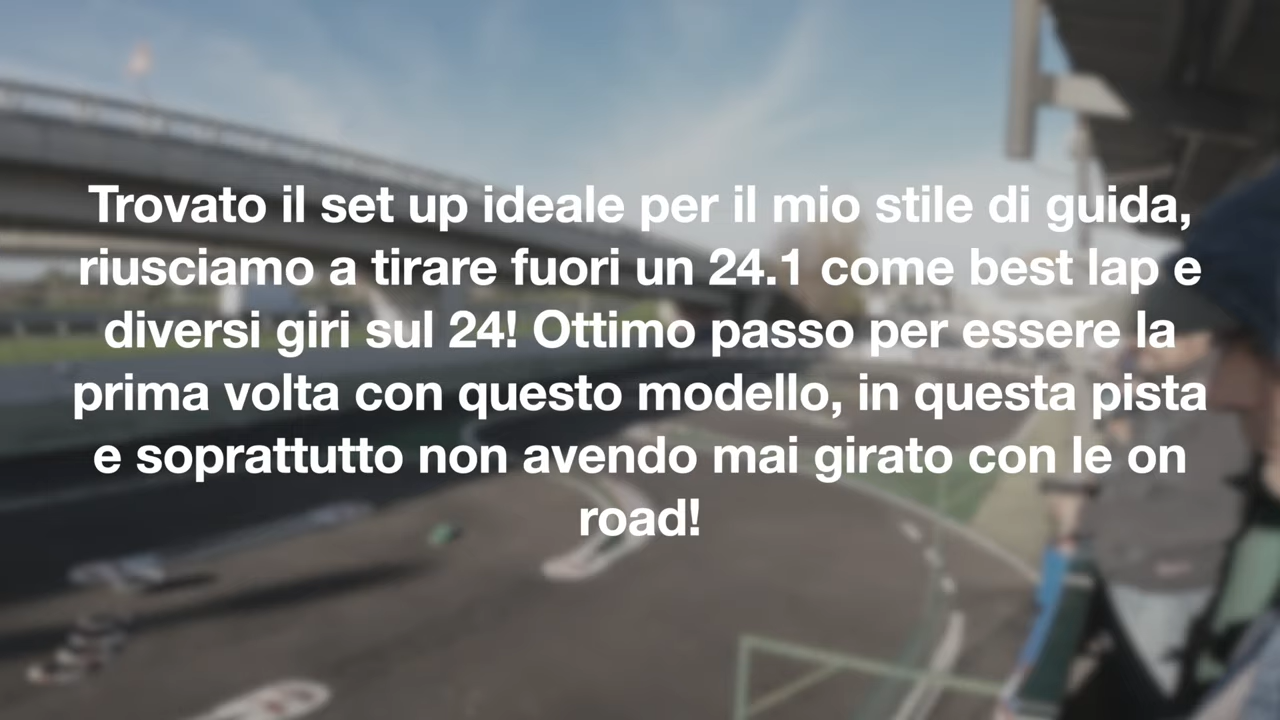 Trovato il set up ideale per il mio stile di guida,
riusciamo a tirare fuori un 24.1 come best lap e
diversi giri sul 24! Ottimo passo per essere la
prima volta con questo modello, in questa pista
e soprattutto non avendo mai girato con le on
road!